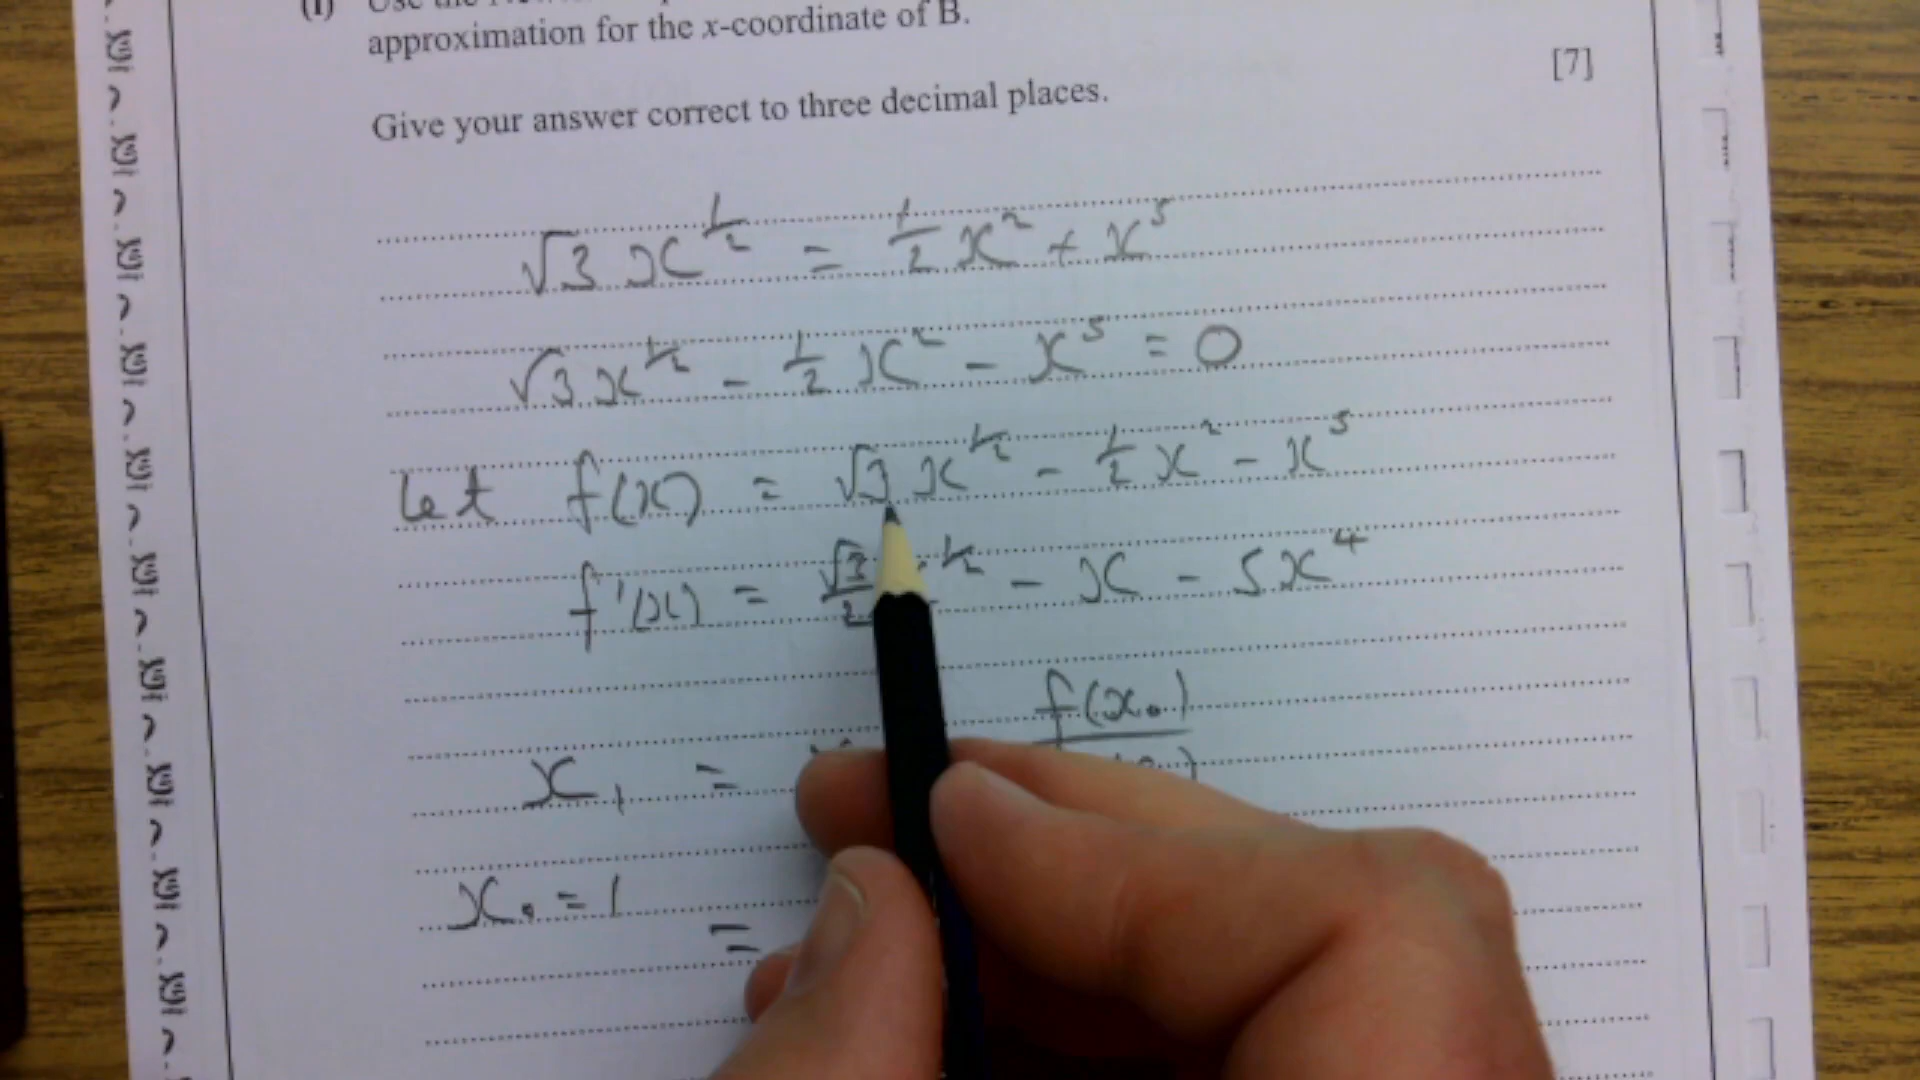 (i) Use the
approximation for the x-coordinate of B.
[7]
Give your answer correct to three decimal places.
√3 x^½ = ½x² + x⁵
√3 x^½ - ½x² - x⁵ = 0
let f(x) = √3 x^½ - ½x² - x⁵
f'(x) = √3/2 - x - 5x⁴
f(x₀)
x₁ =
x₀ = 1
=